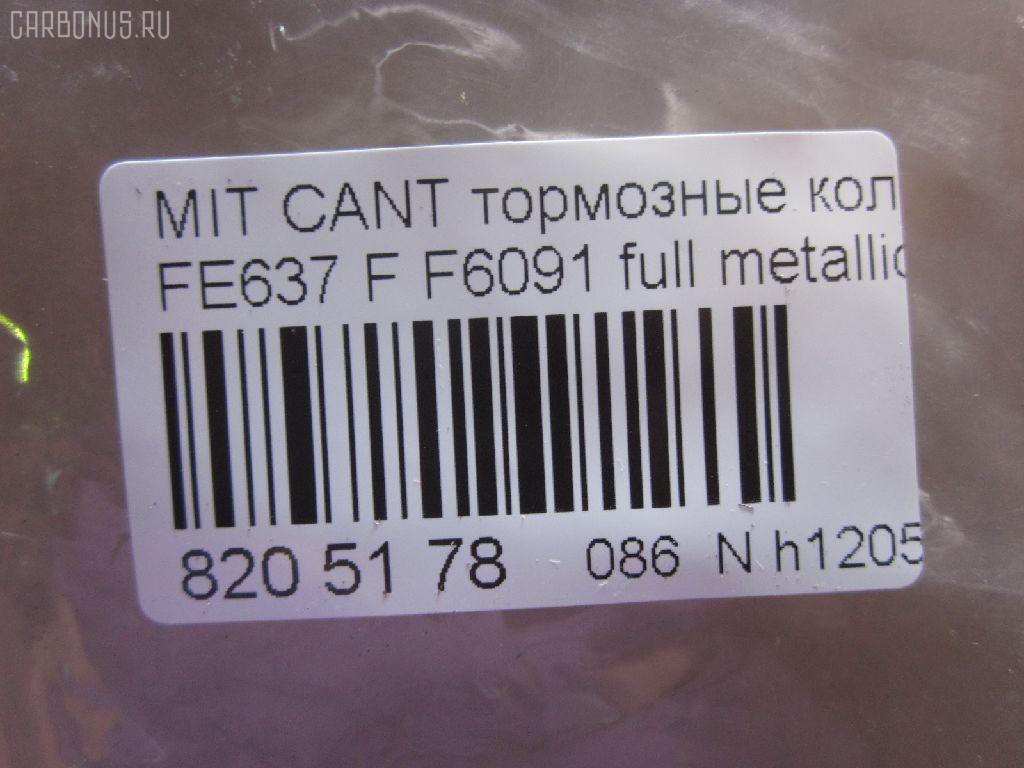 CARBONUS.RU
MIT CANT тормозные кол
FE637 F F6091 full metallic
820 51 78 086 N h1205